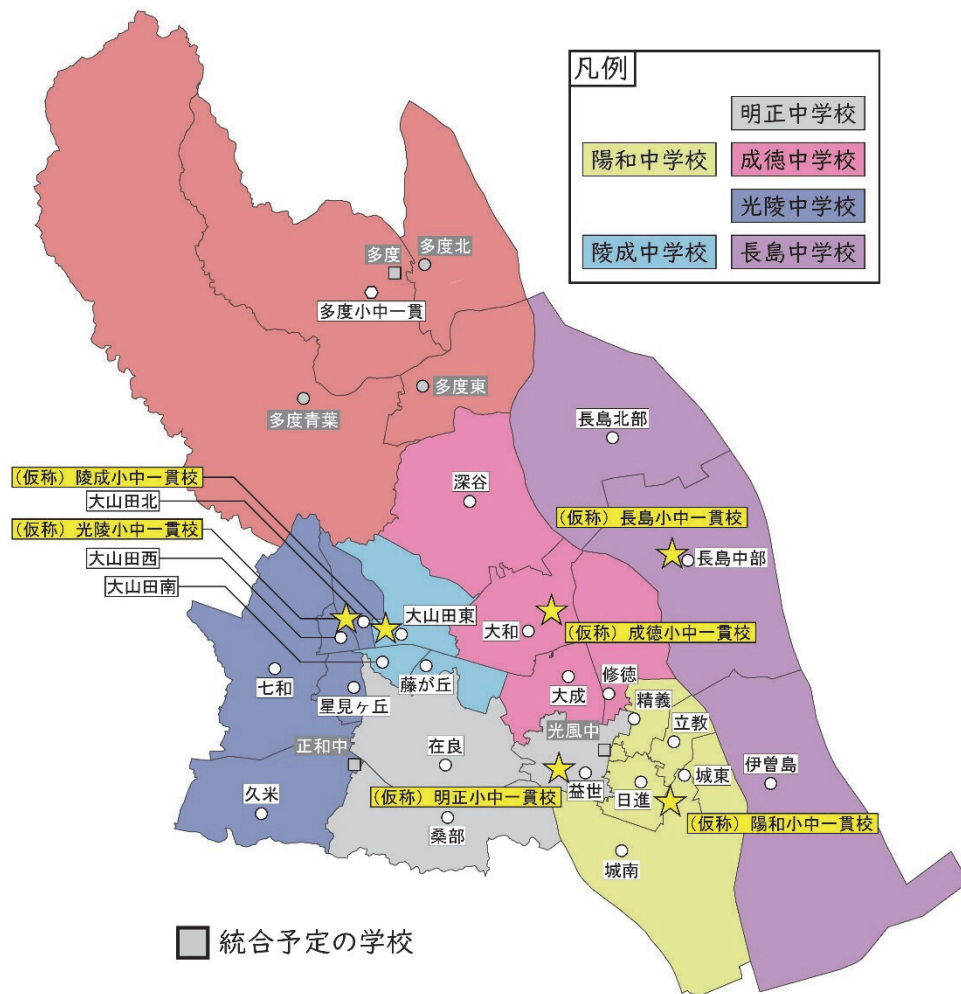 凡例
明正中学校
陽和中学校
成徳中学校
光陵中学校
陵成中学校
長島中学校
多度北
多度
多度小中一貫
多度東
多度青葉
長島北部
(仮称) 陵成小中一貫校
大山田北
(仮称) 光陵小中一貫校
大山田西
大山田南
深谷
(仮称) 長島小中一貫校
長島中部
大山田東
大和
(仮称) 成徳小中一貫校
七和
星見ヶ丘
藤が丘
大成
修徳
精義
光風中
立教
正和中
在良
益世
日進
城東
伊曽島
久米
(仮称) 明正小中一貫校
桑部
(仮称) 陽和小中一貫校
城南
統合予定の学校